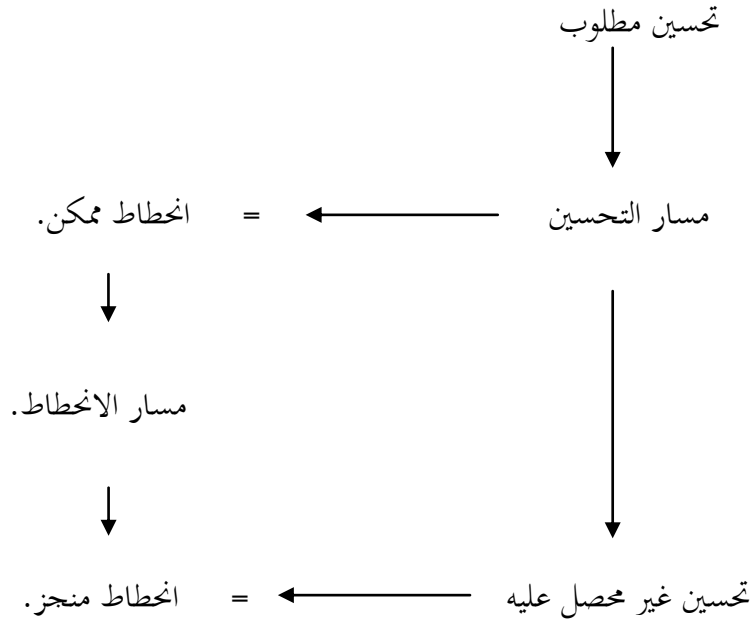 تحسين مطلوب
مسار التحسين = انحطاط ممكن.
مسار الانحطاط.
تحسين غير محصل عليه = انحطاط منجز.